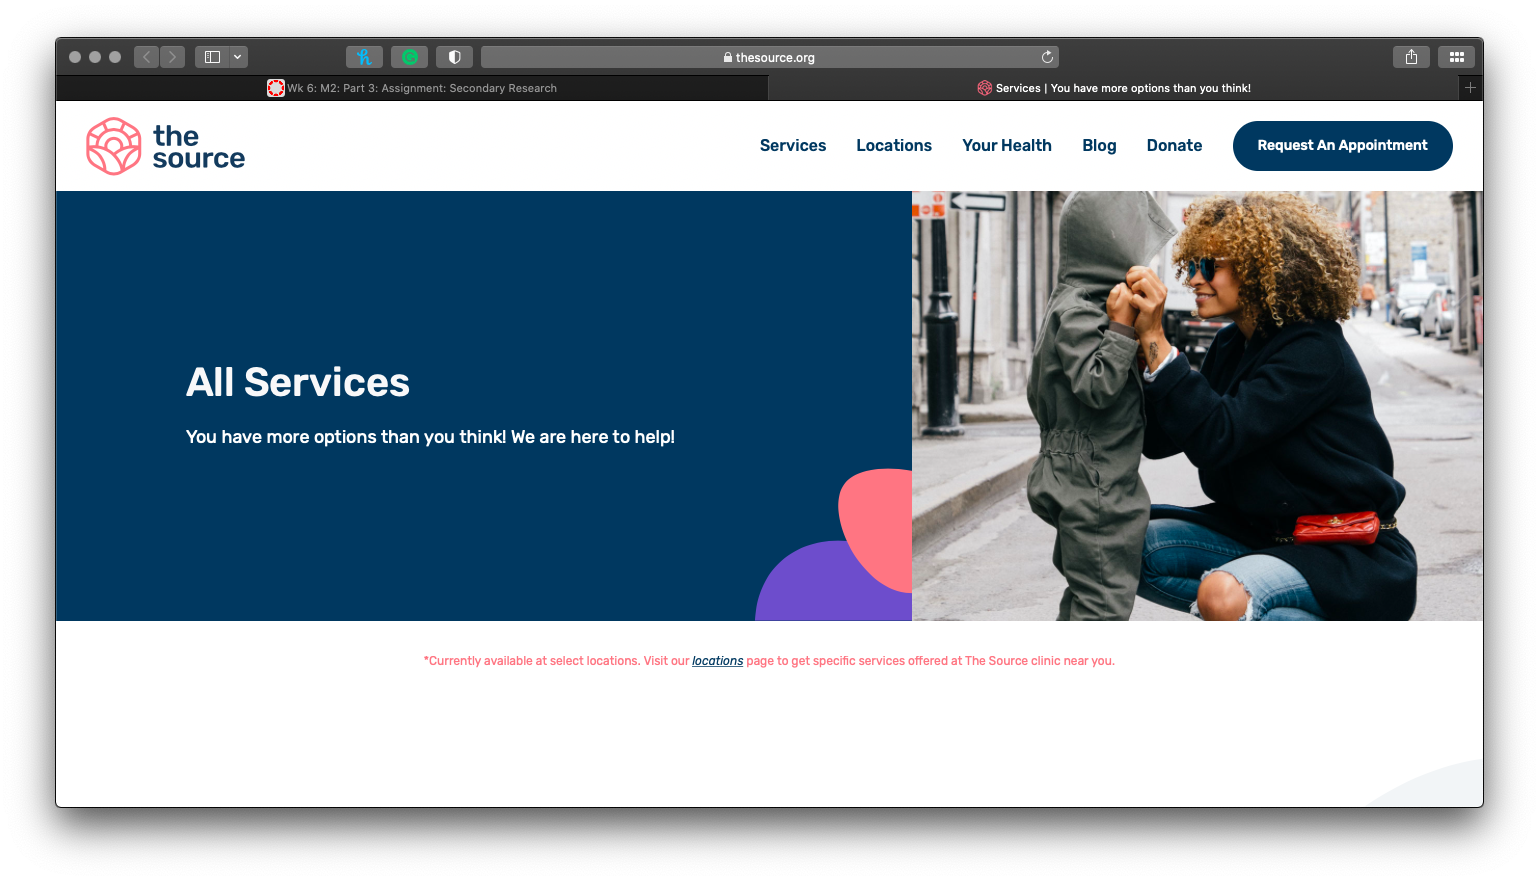 thesource.org
Wk 6: M2: Part 3: Assignment: Secondary Research
Services | You have more options than you think!
the
source
Services
Locations
Your Health
Blog
Donate
Request An Appointment
All Services
You have more options than you think! We are here to help!
*Currently available at select locations. Visit our locations page to get specific services offered at The Source clinic near you.